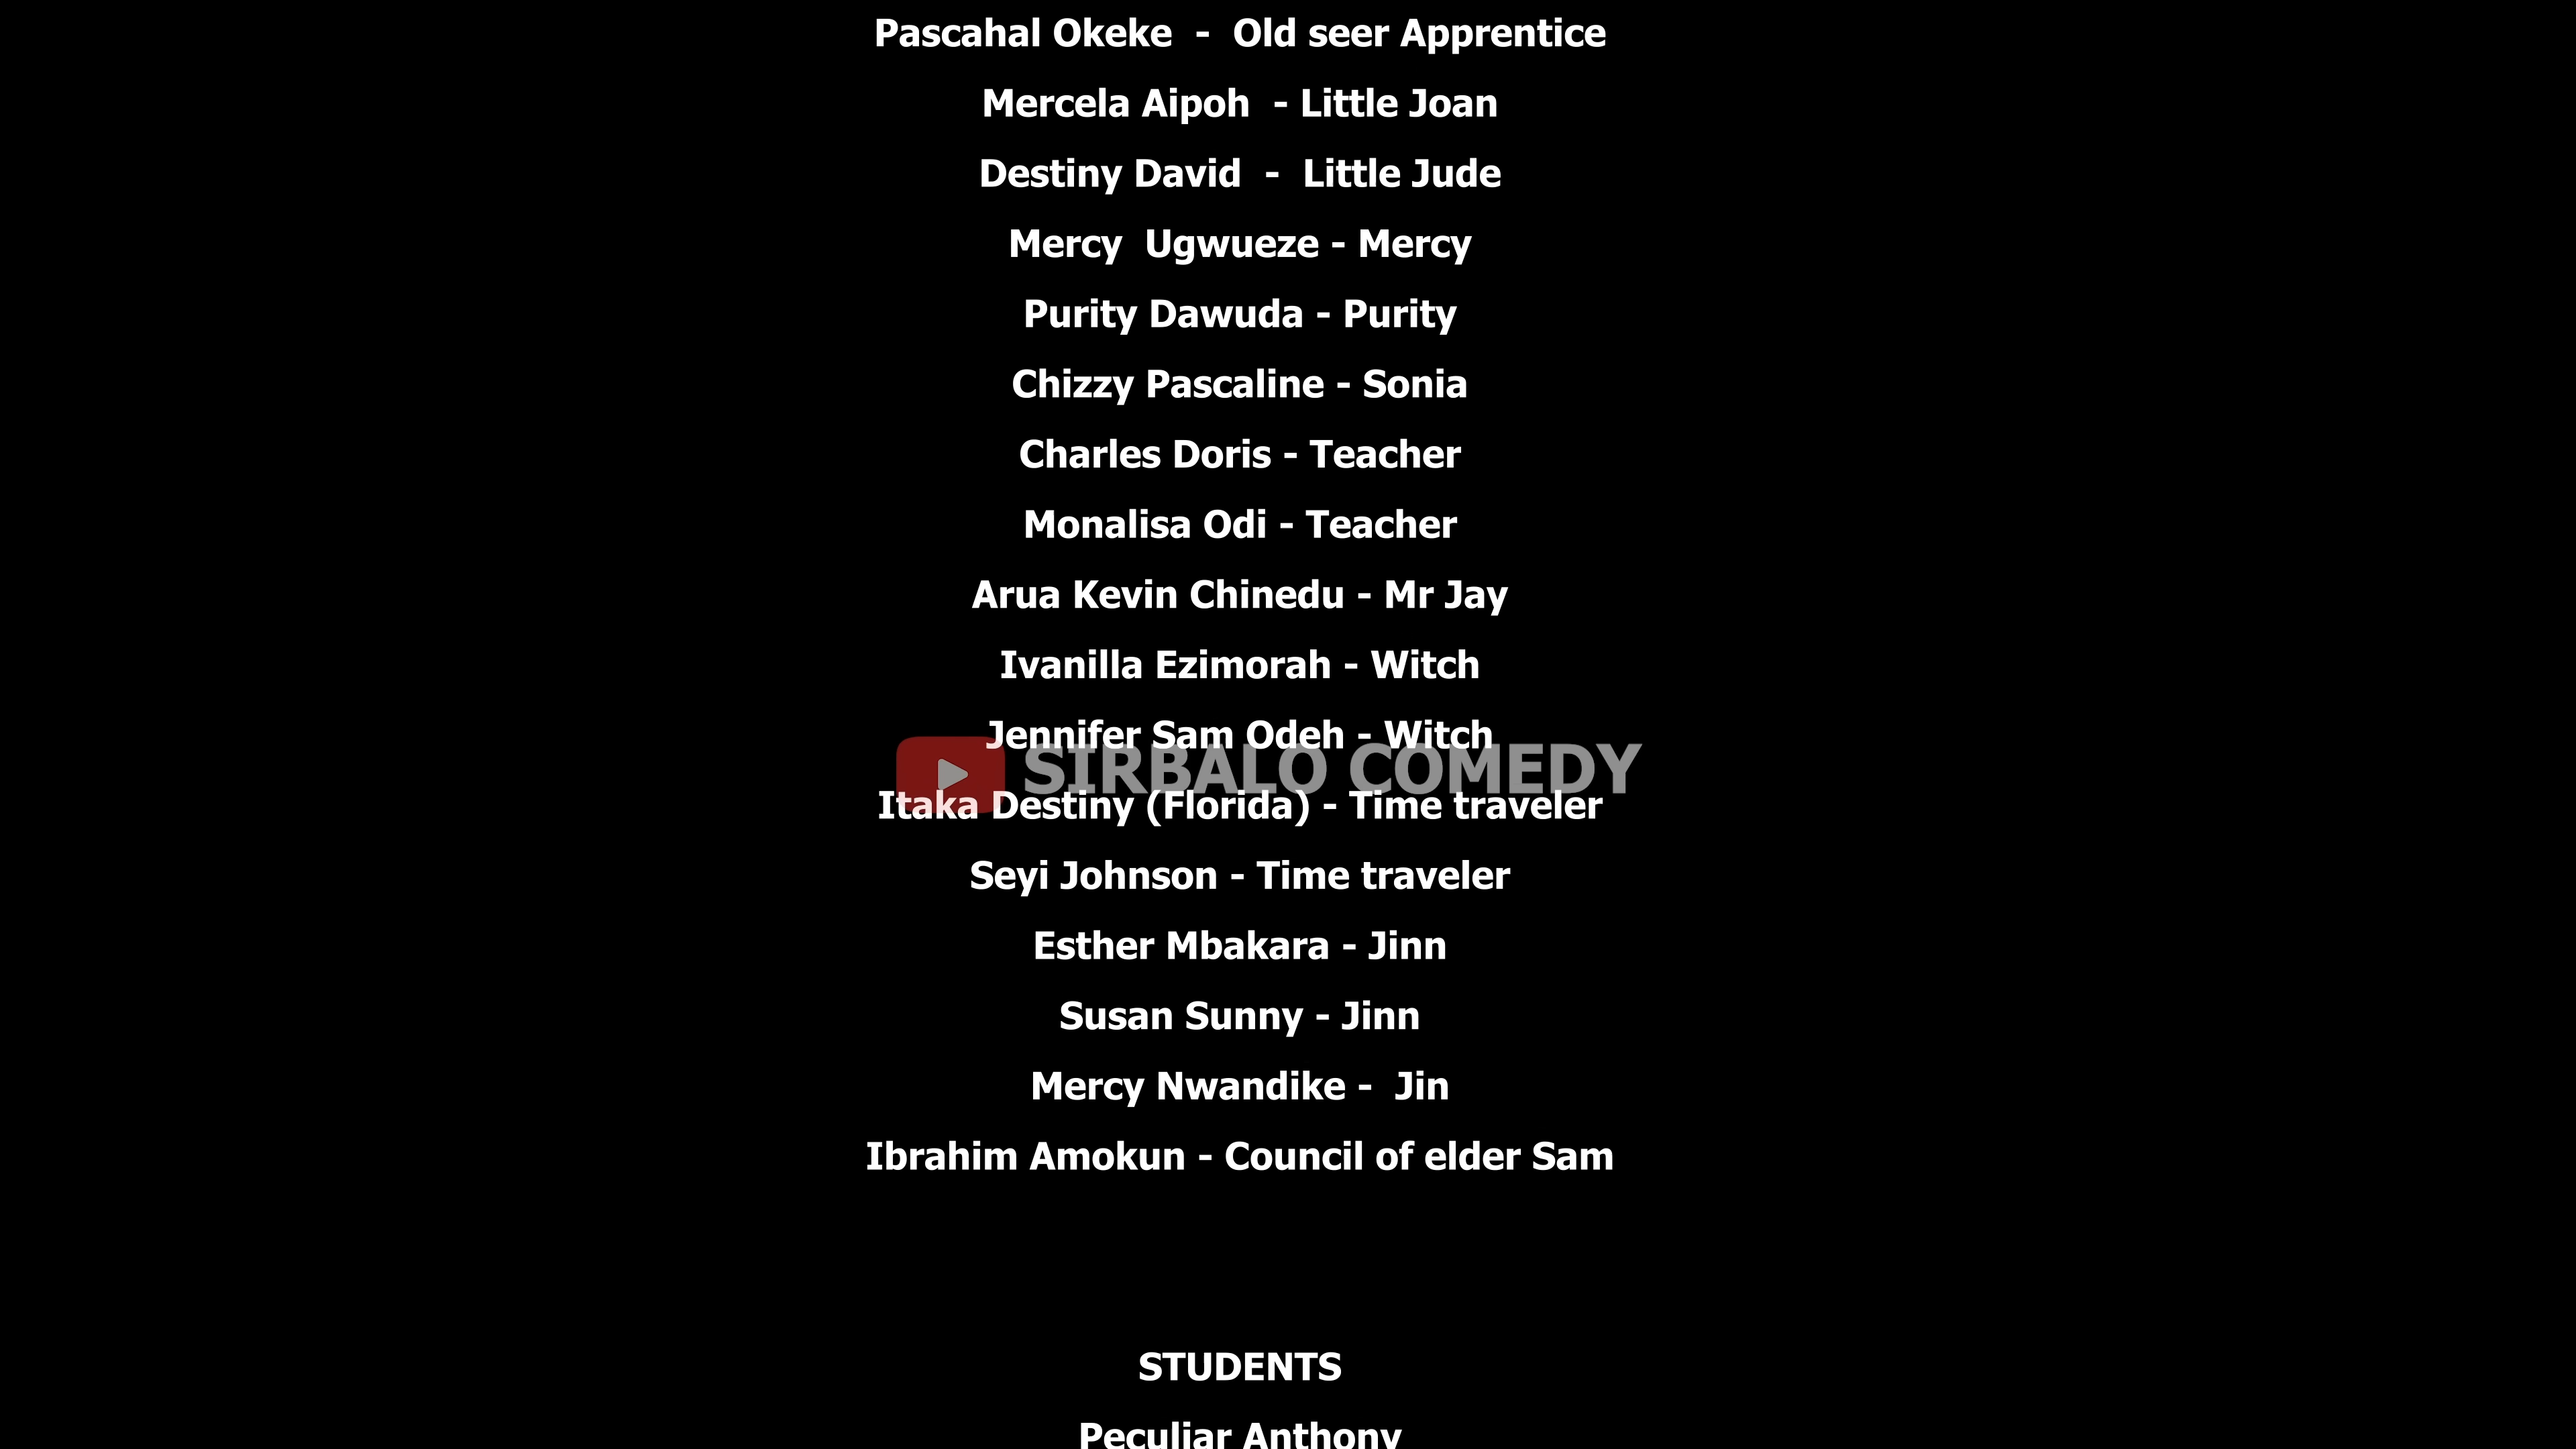 Pascahal Okeke  -  Old seer Apprentice
Mercela Aipoh  - Little Joan
Destiny David  -  Little Jude
Mercy  Ugwueze - Mercy
Purity Dawuda - Purity
Chizzy Pascaline - Sonia
Charles Doris - Teacher
Monalisa Odi - Teacher
Arua Kevin Chinedu - Mr Jay
Ivanilla Ezimorah - Witch
Jennifer Sam Odeh - Witch
SIRBALO COMEDY
Itaka Destiny (Florida) - Time traveler
Seyi Johnson - Time traveler
Esther Mbakara - Jinn
Susan Sunny - Jinn
Mercy Nwandike -  Jin
Ibrahim Amokun - Council of elder Sam
STUDENTS
Peculiar Anthony